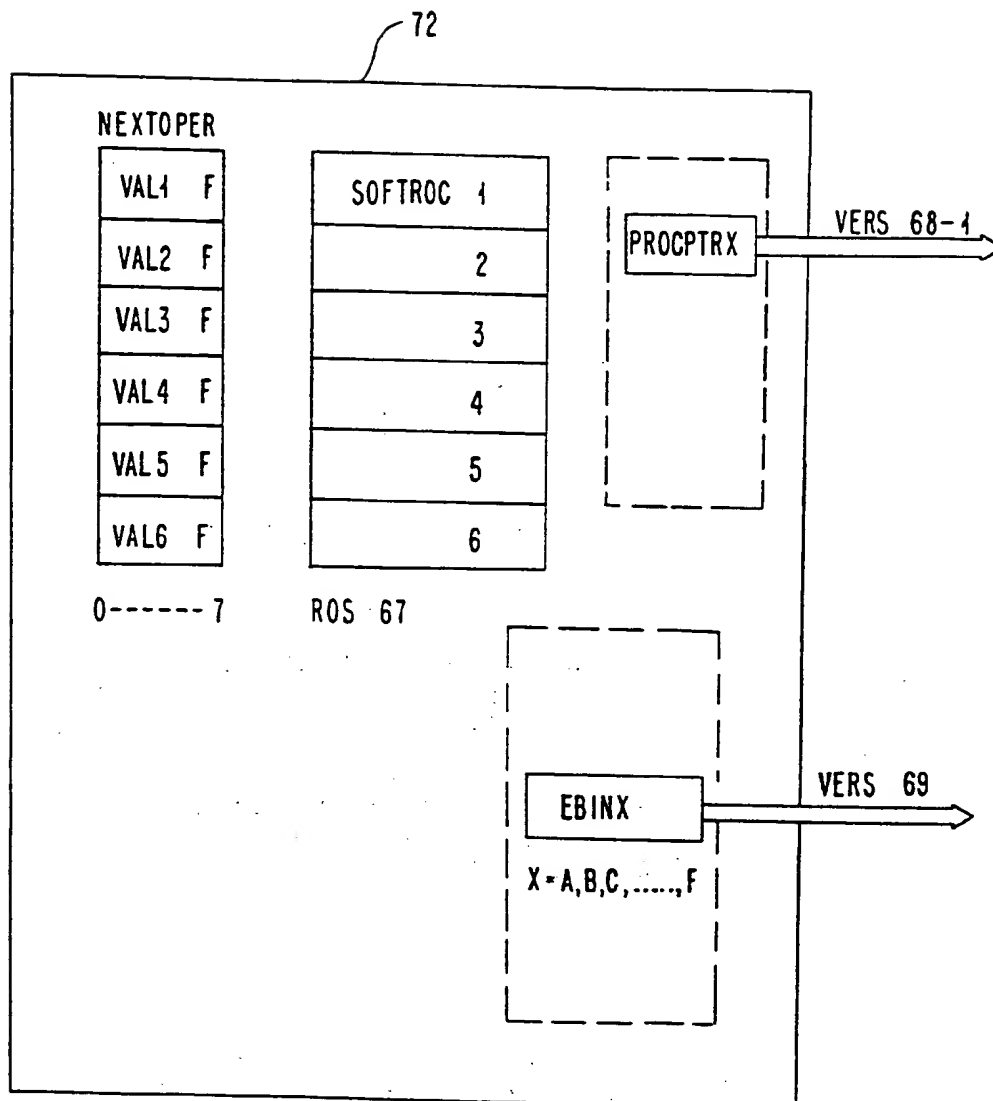 72
NEXTOPER
VAL1 F
VAL2 F
VAL3 F
VAL4 F
VAL5 F
VAL6 F
0------7
SOFTROC 1
2
3
4
5
6
ROS 67
PROCPTRX
VERS 68-1
EBINX
VERS 69
X=A,B,C,.....,F